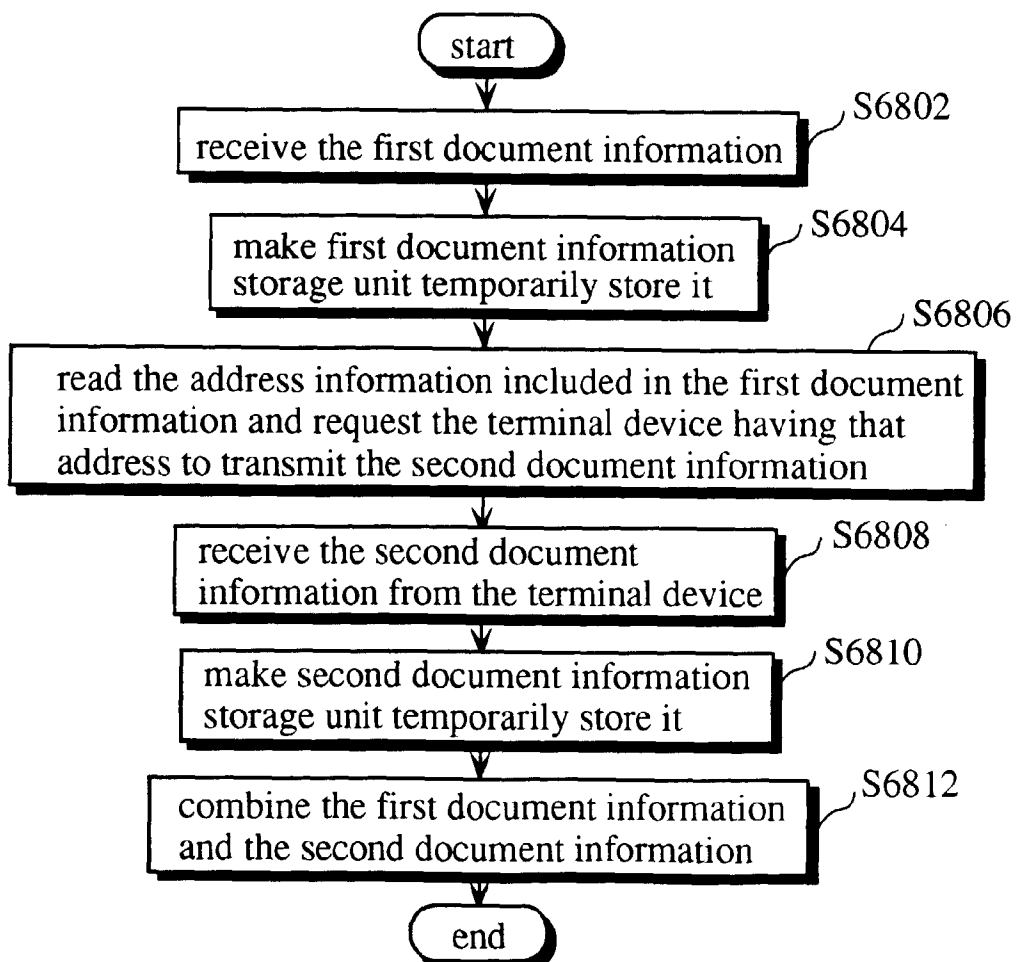 start
S6802
receive the first document information
S6804
make first document information
storage unit temporarily store it
S6806
read the address information included in the first document
information and request the terminal device having that
address to transmit the second document information
S6808
receive the second document
information from the terminal device
S6810
make second document information
storage unit temporarily store it
S6812
combine the first document information
and the second document information
end